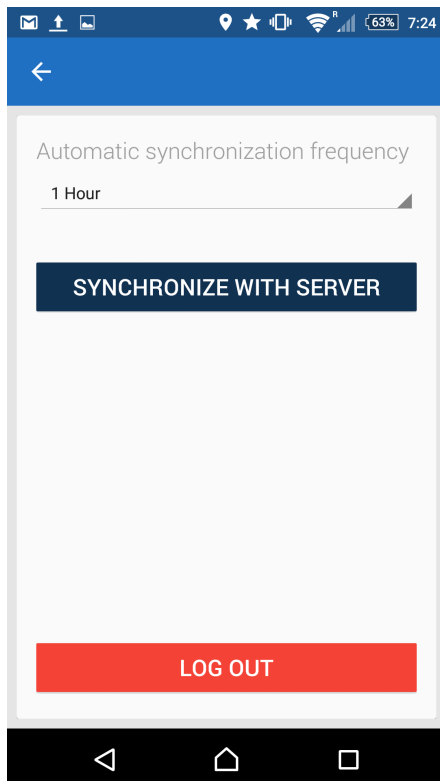 R
63% 7:24
Automatic synchronization frequency
1 Hour
SYNCHRONIZE WITH SERVER
LOG OUT